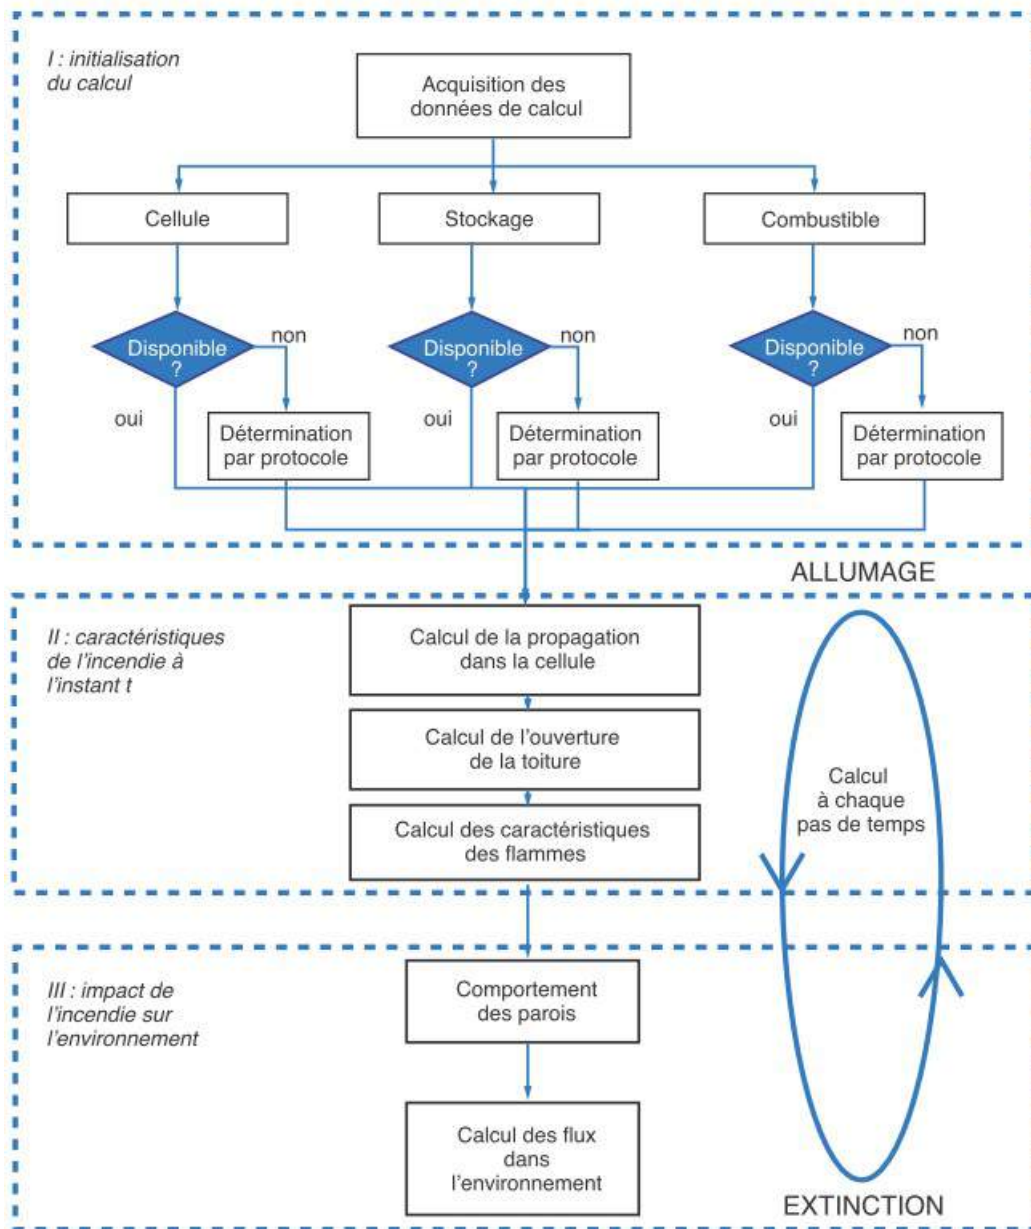 I : initialisation
du calcul
Acquisition des
données de calcul
Cellule
Stockage
Combustible
Disponible
?
non
oui
Détermination
par protocole
Disponible
?
non
oui
Détermination
par protocole
Disponible
?
non
oui
Détermination
par protocole
ALLUMAGE
II : caractéristiques
de l'incendie à
l'instant t
Calcul de la propagation
dans la cellule
Calcul de l'ouverture
de la toiture
Calcul des caractéristiques
des flammes
Calcul
à chaque
pas de temps
III : impact de
l'incendie sur
l'environnement
Comportement
des parois
Calcul des flux
dans
l'environnement
EXTINCTION